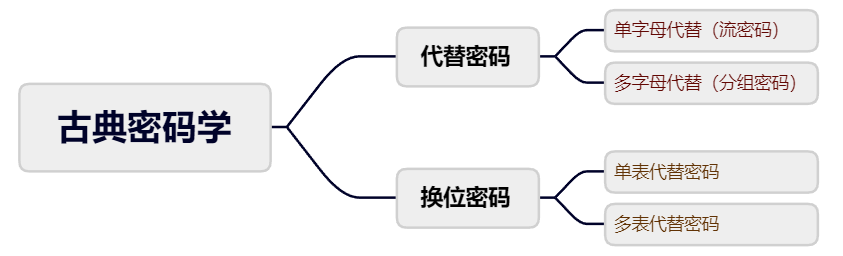 古典密码学
代替密码
单字母代替（流密码）
多字母代替（分组密码）
换位密码
单表代替密码
多表代替密码